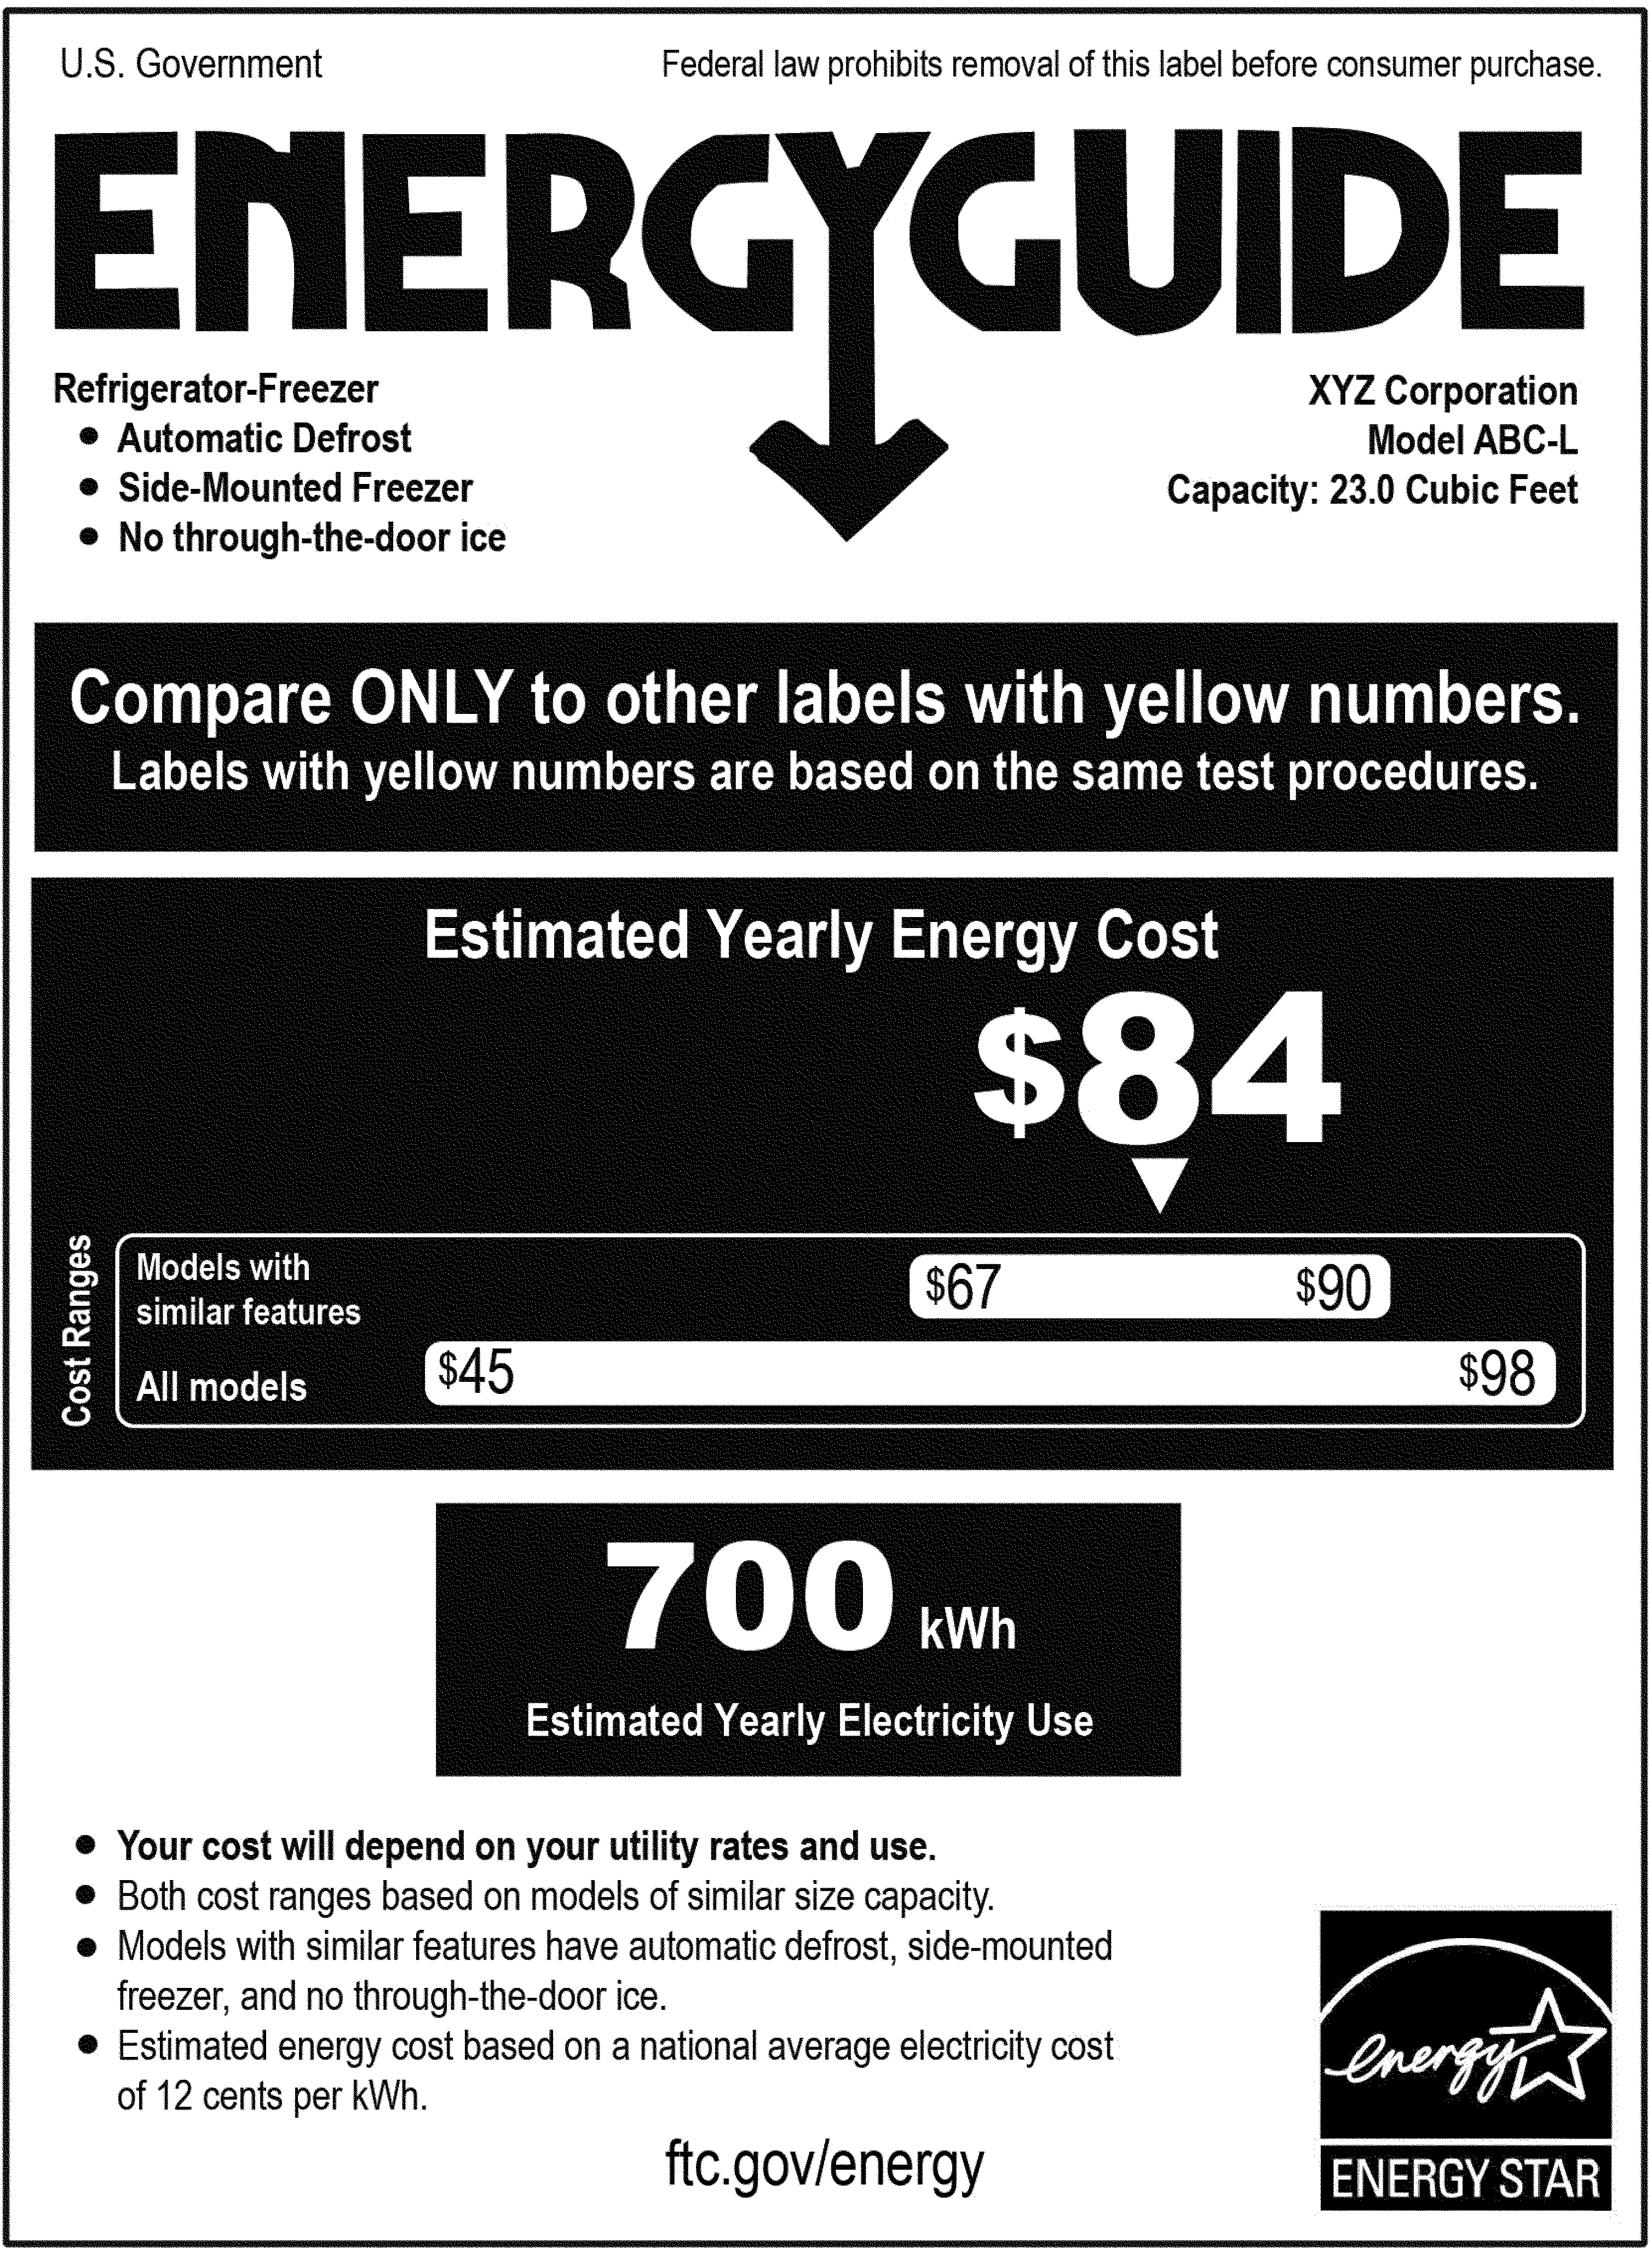 U.S. Government
Federal law prohibits removal of this label before consumer purchase.
ENERGYGUIDE
Refrigerator-Freezer
● Automatic Defrost
● Side-Mounted Freezer
● No through-the-door ice
XYZ Corporation
Model ABC-L
Capacity: 23.0 Cubic Feet
Compare ONLY to other labels with yellow numbers.
Labels with yellow numbers are based on the same test procedures.
Estimated Yearly Energy Cost
$84
Cost Ranges
Models with
similar features
$67 $90
All models
$45 $98
700 kWh
Estimated Yearly Electricity Use
● Your cost will depend on your utility rates and use.
● Both cost ranges based on models of similar size capacity.
● Models with similar features have automatic defrost, side-mounted
freezer, and no through-the-door ice.
● Estimated energy cost based on a national average electricity cost
of 12 cents per kWh.
ftc.gov/energy
energy
ENERGY STAR